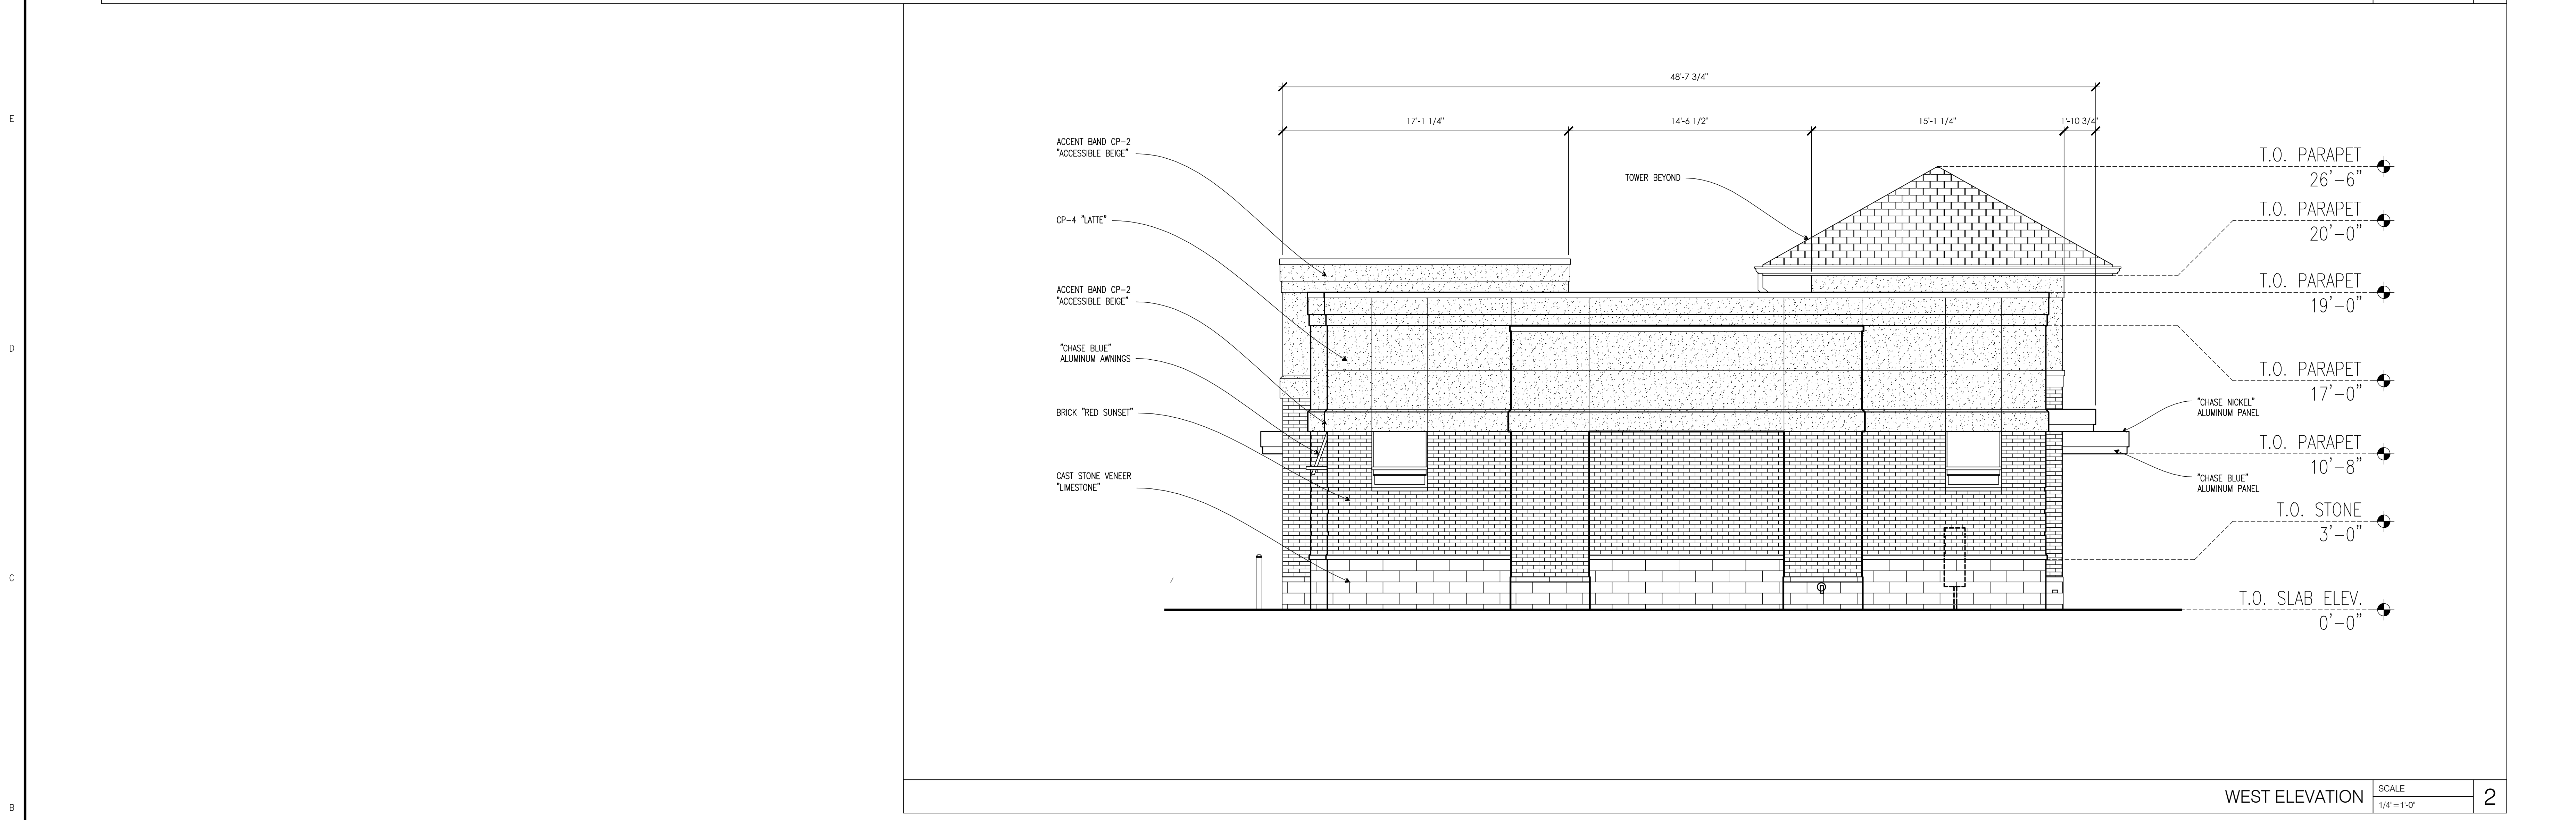 48'-7 3/4"
17'-1 1/4"
14'-6 1/2"
15'-1 1/4"
1'-10 3/4"
E
ACCENT BAND CP-2
"ACCESSIBLE BEIGE"
T.O. PARAPET
26'-6"
TOWER BEYOND
CP-4 "LATTE"
T.O. PARAPET
20'-0"
T.O. PARAPET
19'-0"
ACCENT BAND CP-2
"ACCESSIBLE BEIGE"
D
"CHASE BLUE"
ALUMINUM AWNINGS
T.O. PARAPET
17'-0"
"CHASE NICKEL"
ALUMINUM PANEL
BRICK "RED SUNSET"
T.O. PARAPET
10'-8"
CAST STONE VENEER
"LIMESTONE"
"CHASE BLUE"
ALUMINUM PANEL
T.O. STONE
3'-0"
C
T.O. SLAB ELEV.
0'-0"
B
WEST ELEVATION
SCALE
1/4"=1'-0"
2